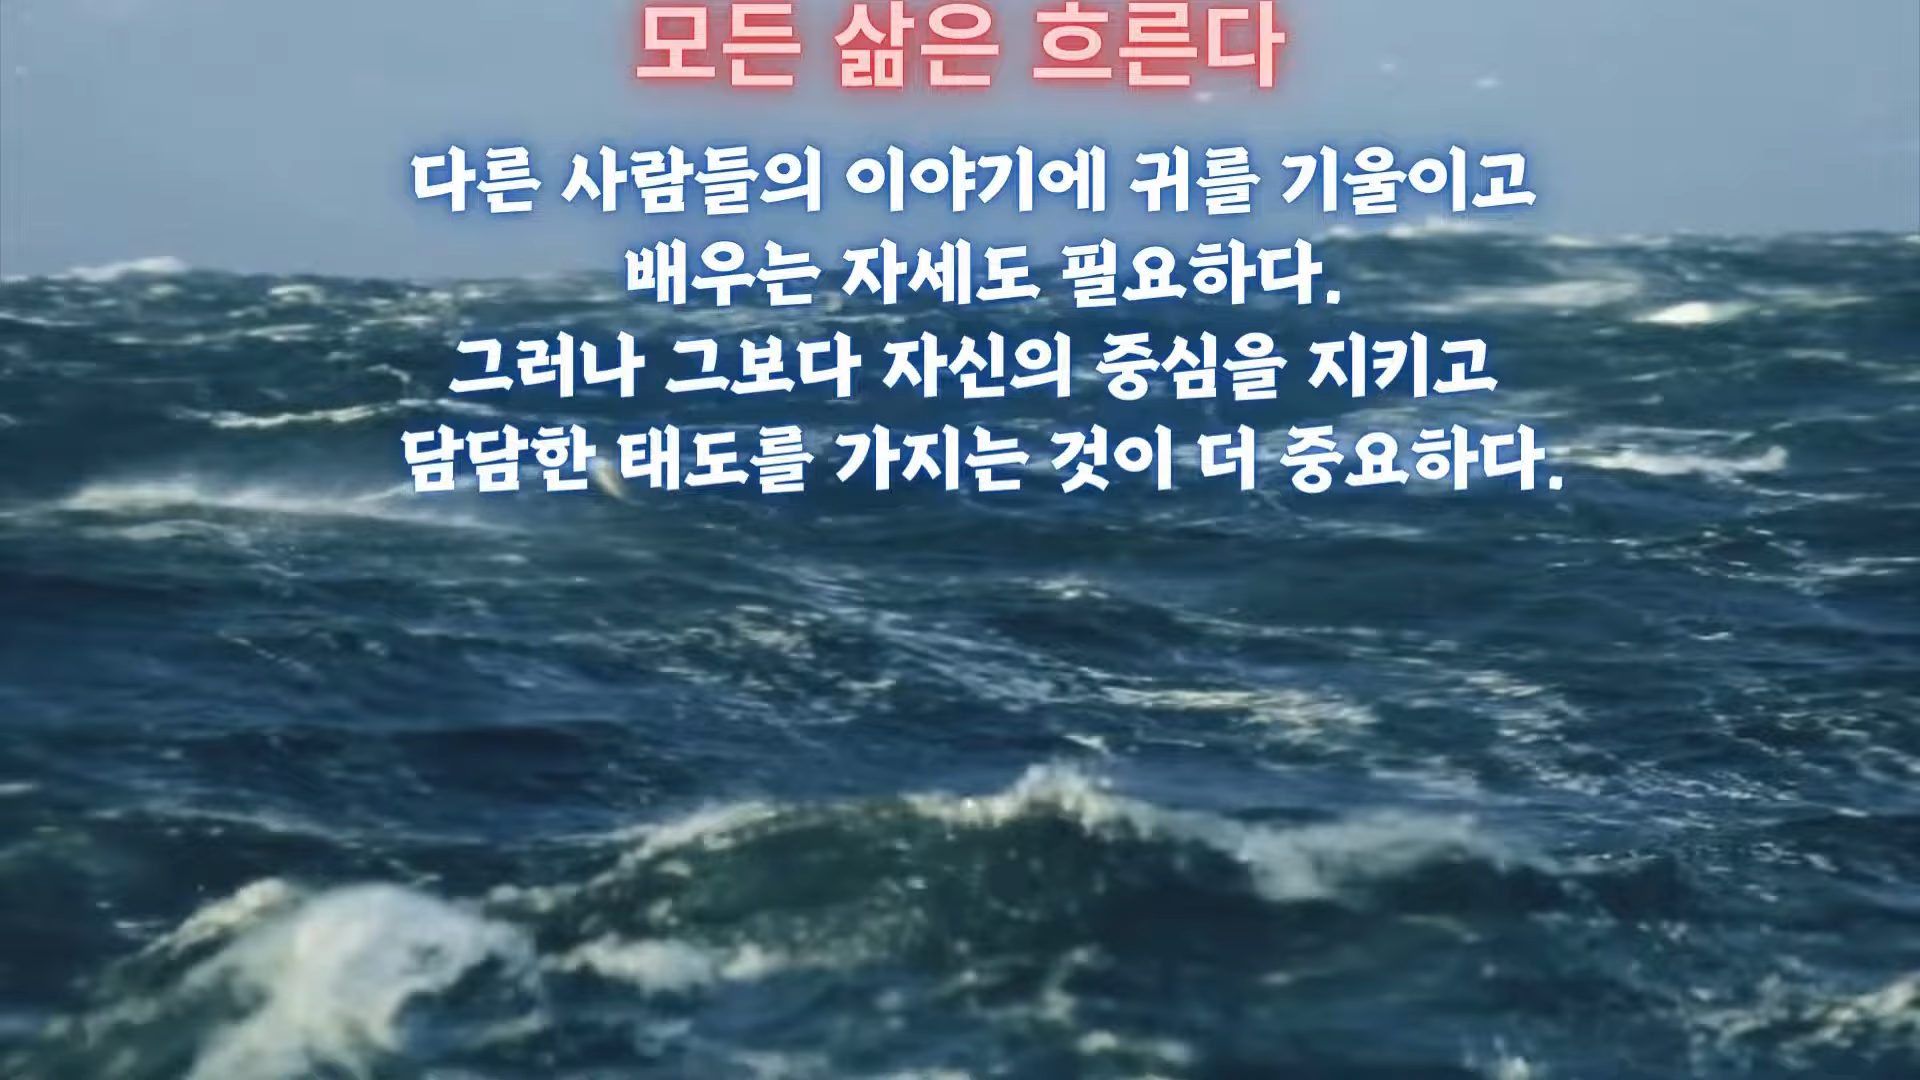 모든 삶은 흐른다
다른 사람들의 이야기에 귀를 기울이고
배우는 자세도 필요하다.
그러나 그보다 자신의 중심을 지키고
담담한 태도를 가지는 것이 더 중요하다.